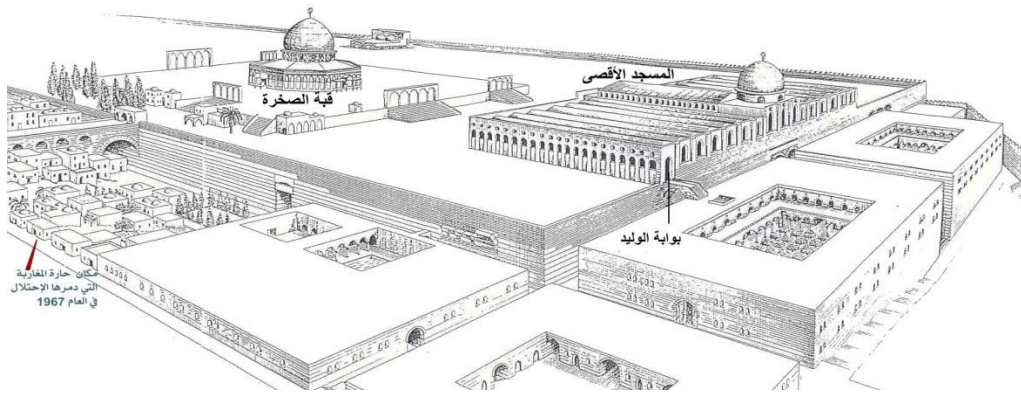 المسجد الأقصى
قبة الصخرة
بوابة الوليد
مكان حارة المغاربة
التي دمرها الإحتلال
في العام 1967